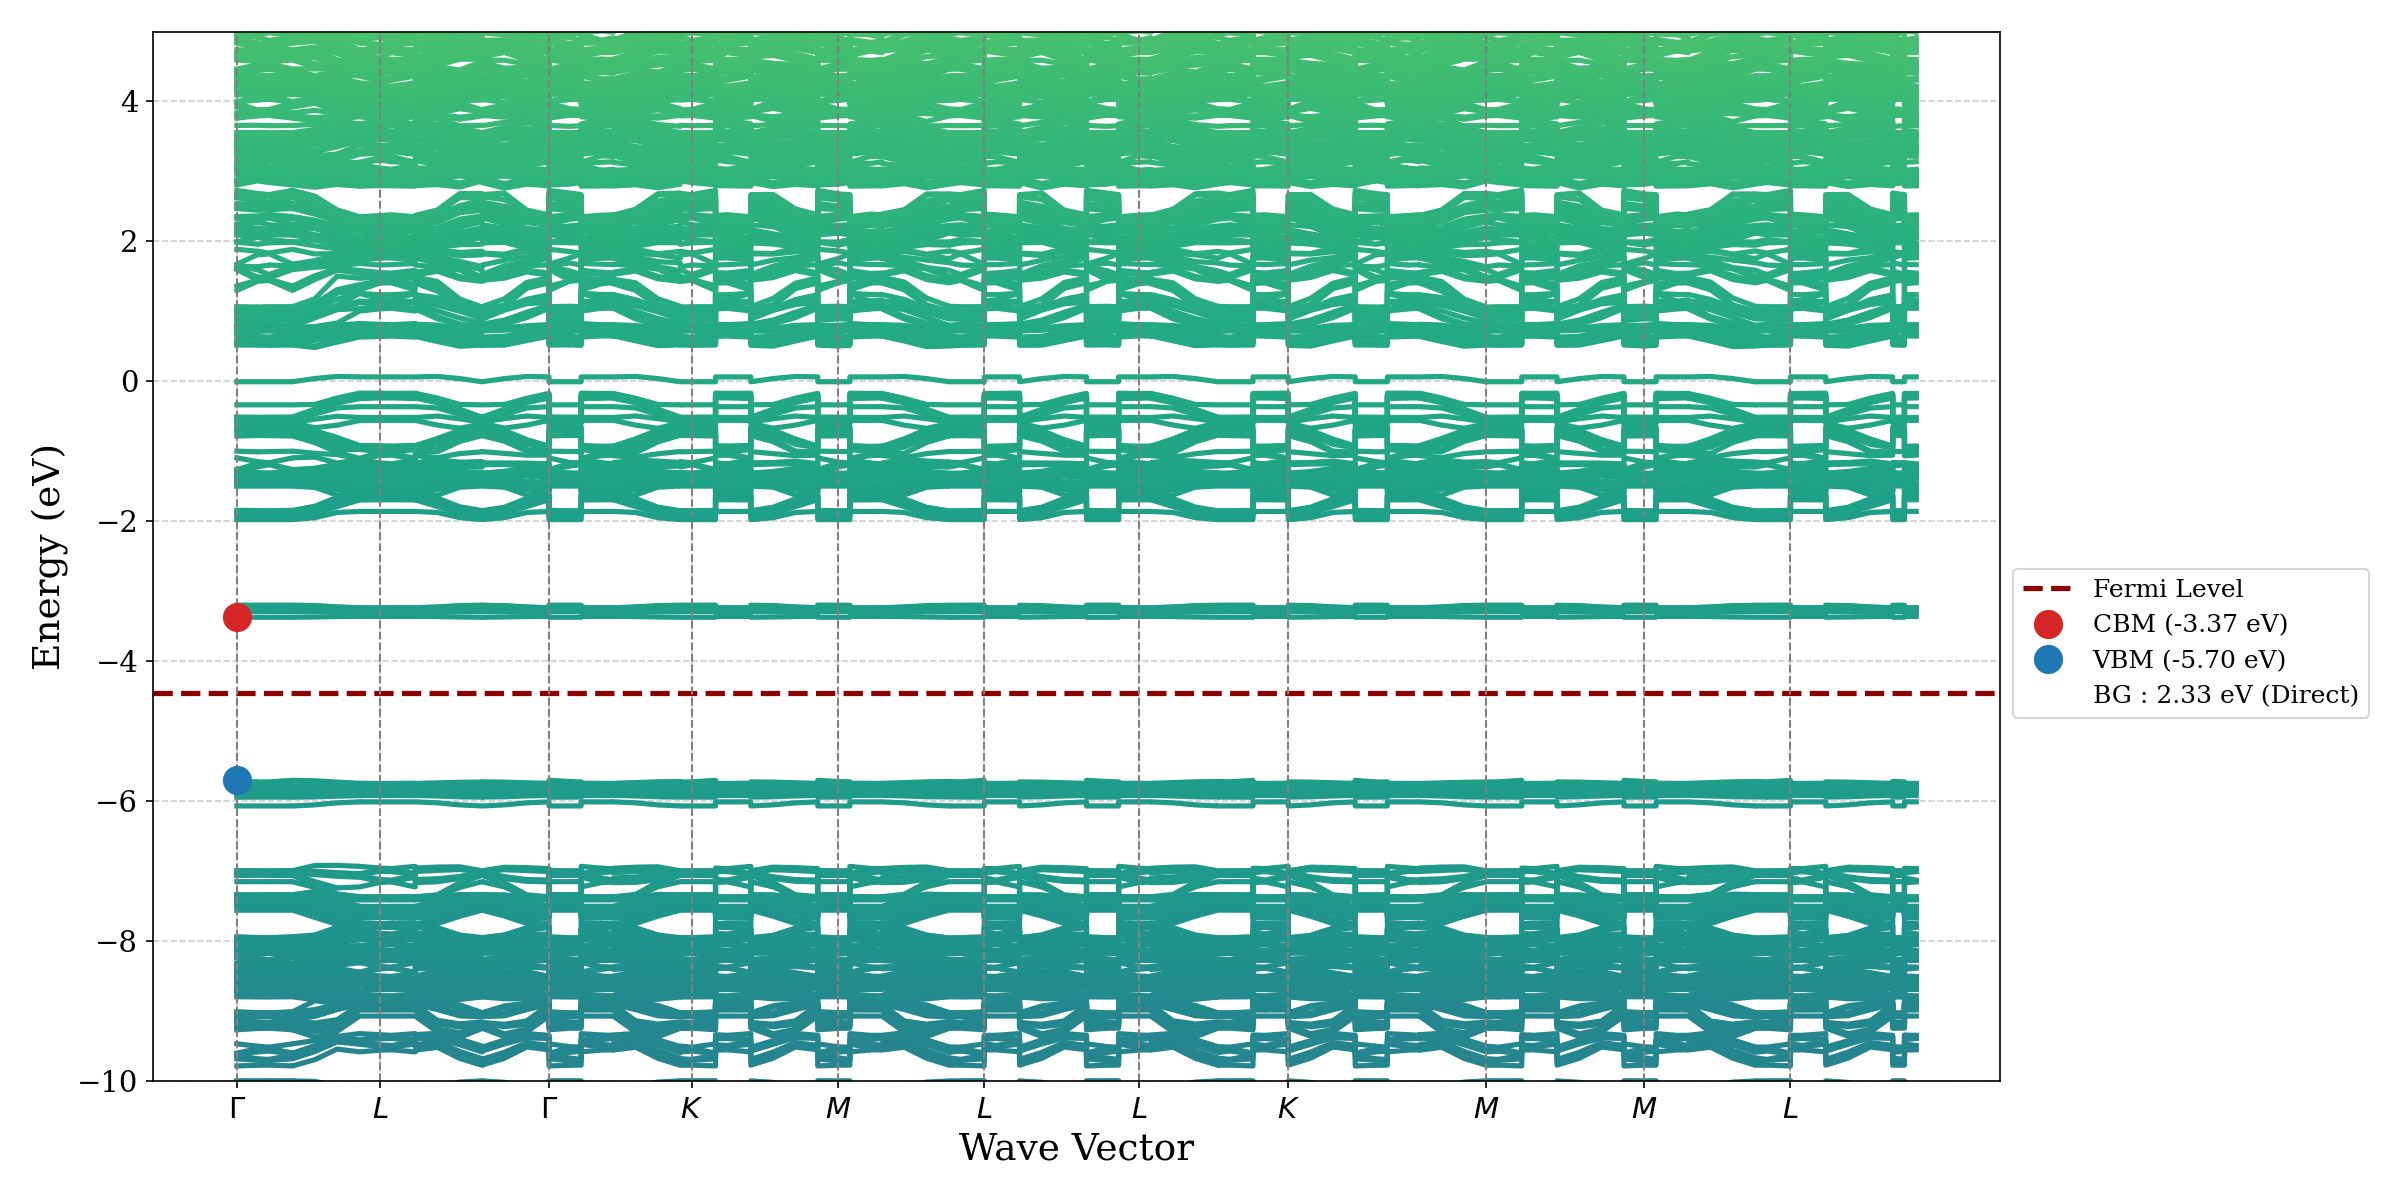 Energy (eV)
4
2
0
−2
−4
−6
−8
−10
Γ L Γ K M L L K M M L
Wave Vector
Fermi Level
CBM (-3.37 eV)
VBM (-5.70 eV)
BG : 2.33 eV (Direct)